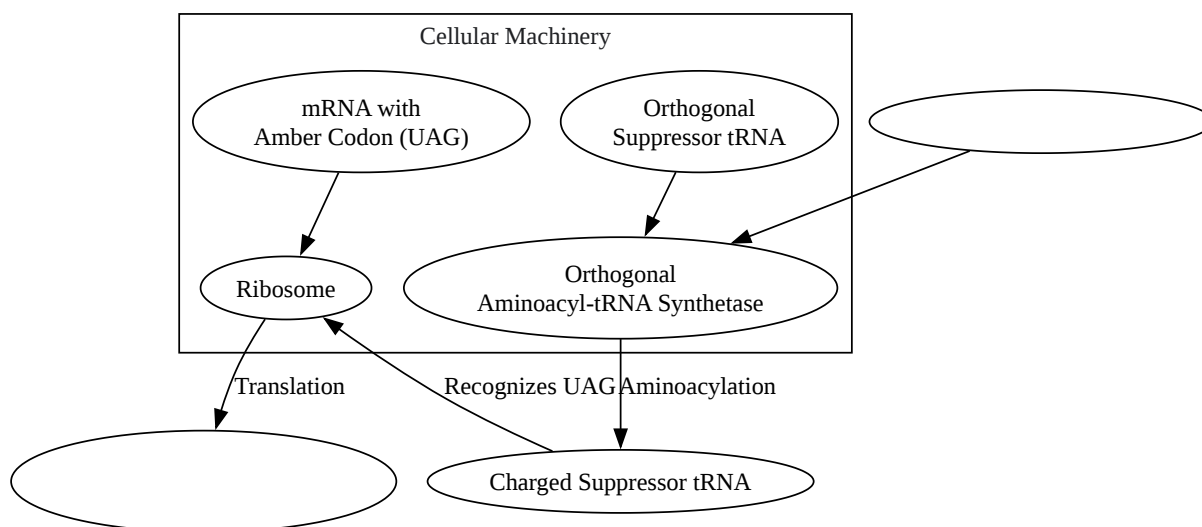 Cellular Machinery
mRNA with
Amber Codon (UAG)
Orthogonal
Suppressor tRNA
Ribosome
Orthogonal
Aminoacyl-tRNA Synthetase
Translation
Recognizes UAG
Aminoacylation
Charged Suppressor tRNA